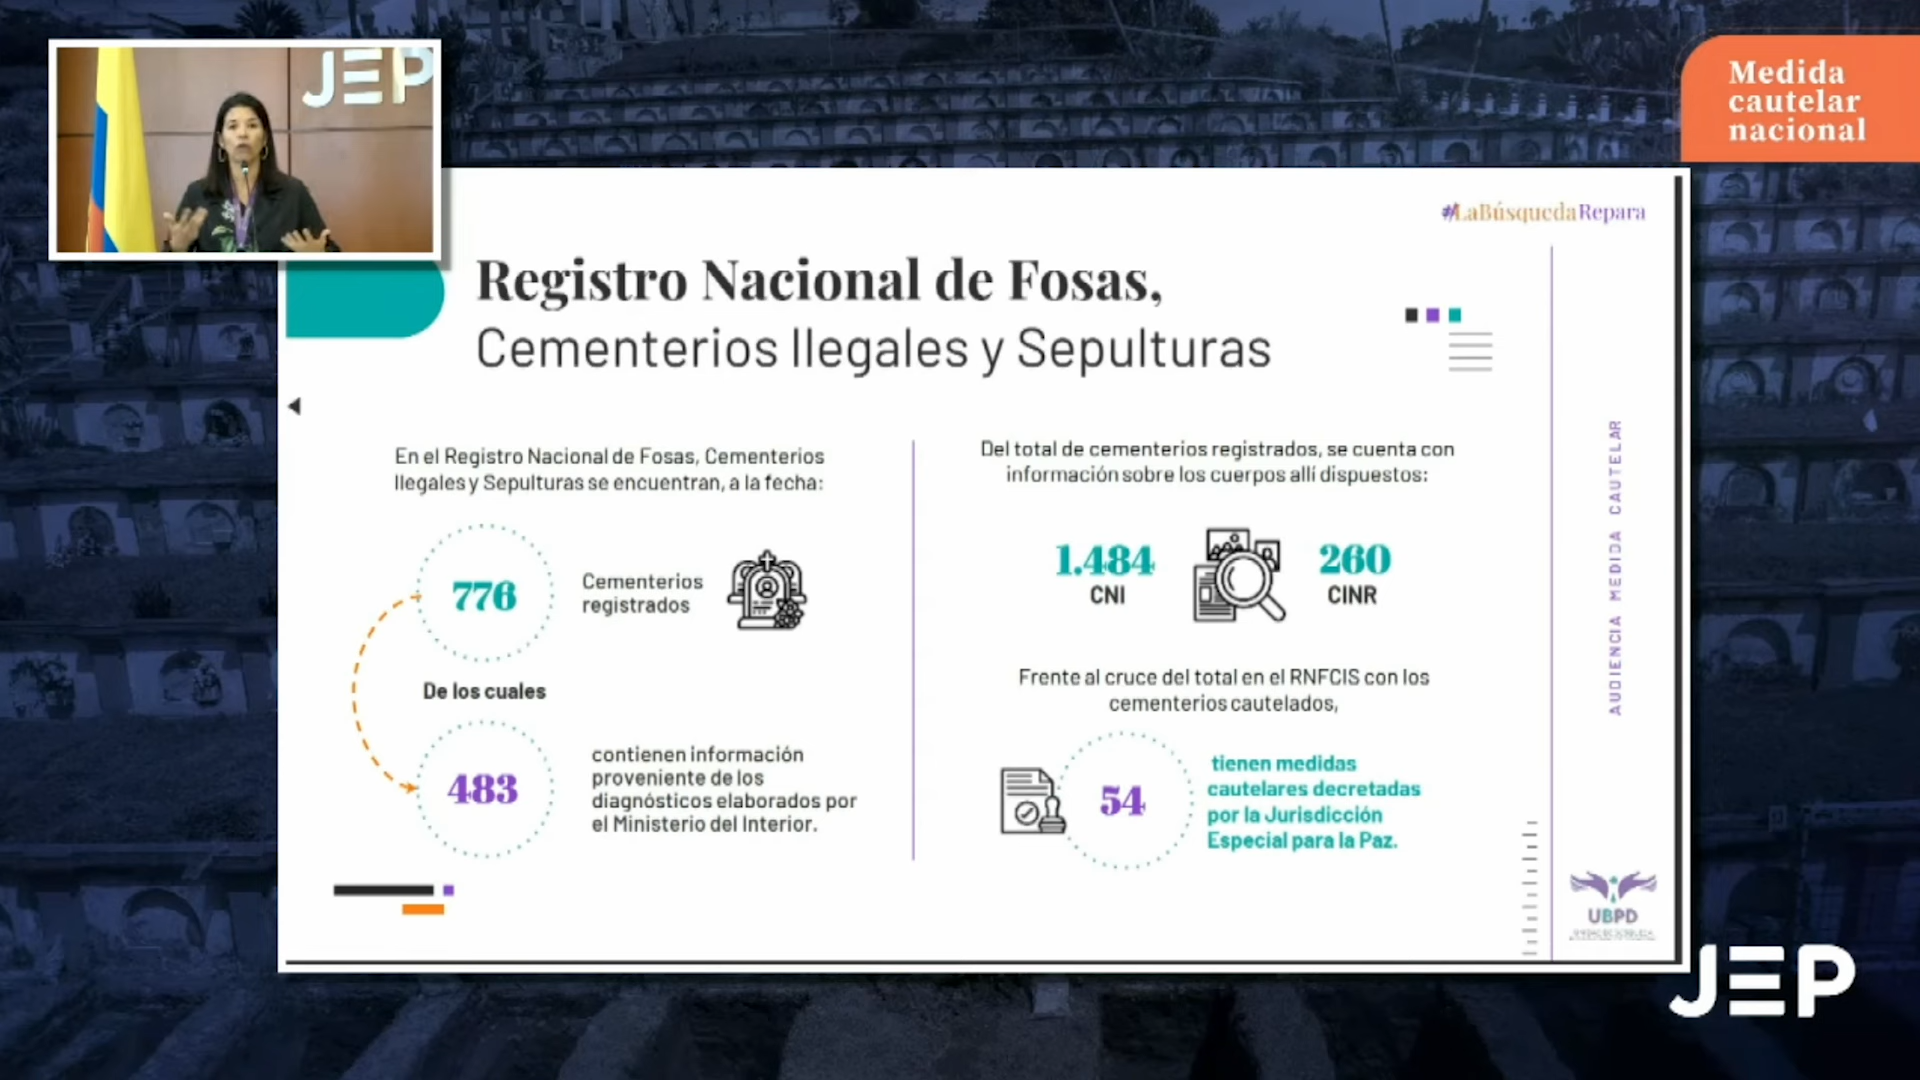 JEP
Medida
cautelar
nacional
#LaBúsquedaRepara
Registro Nacional de Fosas,
Cementerios Ilegales y Sepulturas
En el Registro Nacional de Fosas, Cementerios
Ilegales y Sepulturas se encuentran, a la fecha:
776
Cementerios
registrados
De los cuales
483
contienen información
proveniente de los
diagnósticos elaborados por
el Ministerio del Interior.
Del total de cementerios registrados, se cuenta con
información sobre los cuerpos allí dispuestos:
1.484
CNI
260
CINR
Frente al cruce del total en el RNFCIS con los
cementerios cautelados,
54
tienen medidas
cautelares decretadas
por la Jurisdicción
Especial para la Paz.
AUDIENCIA MEDIDA CAUTELAR
UBPD
JEP